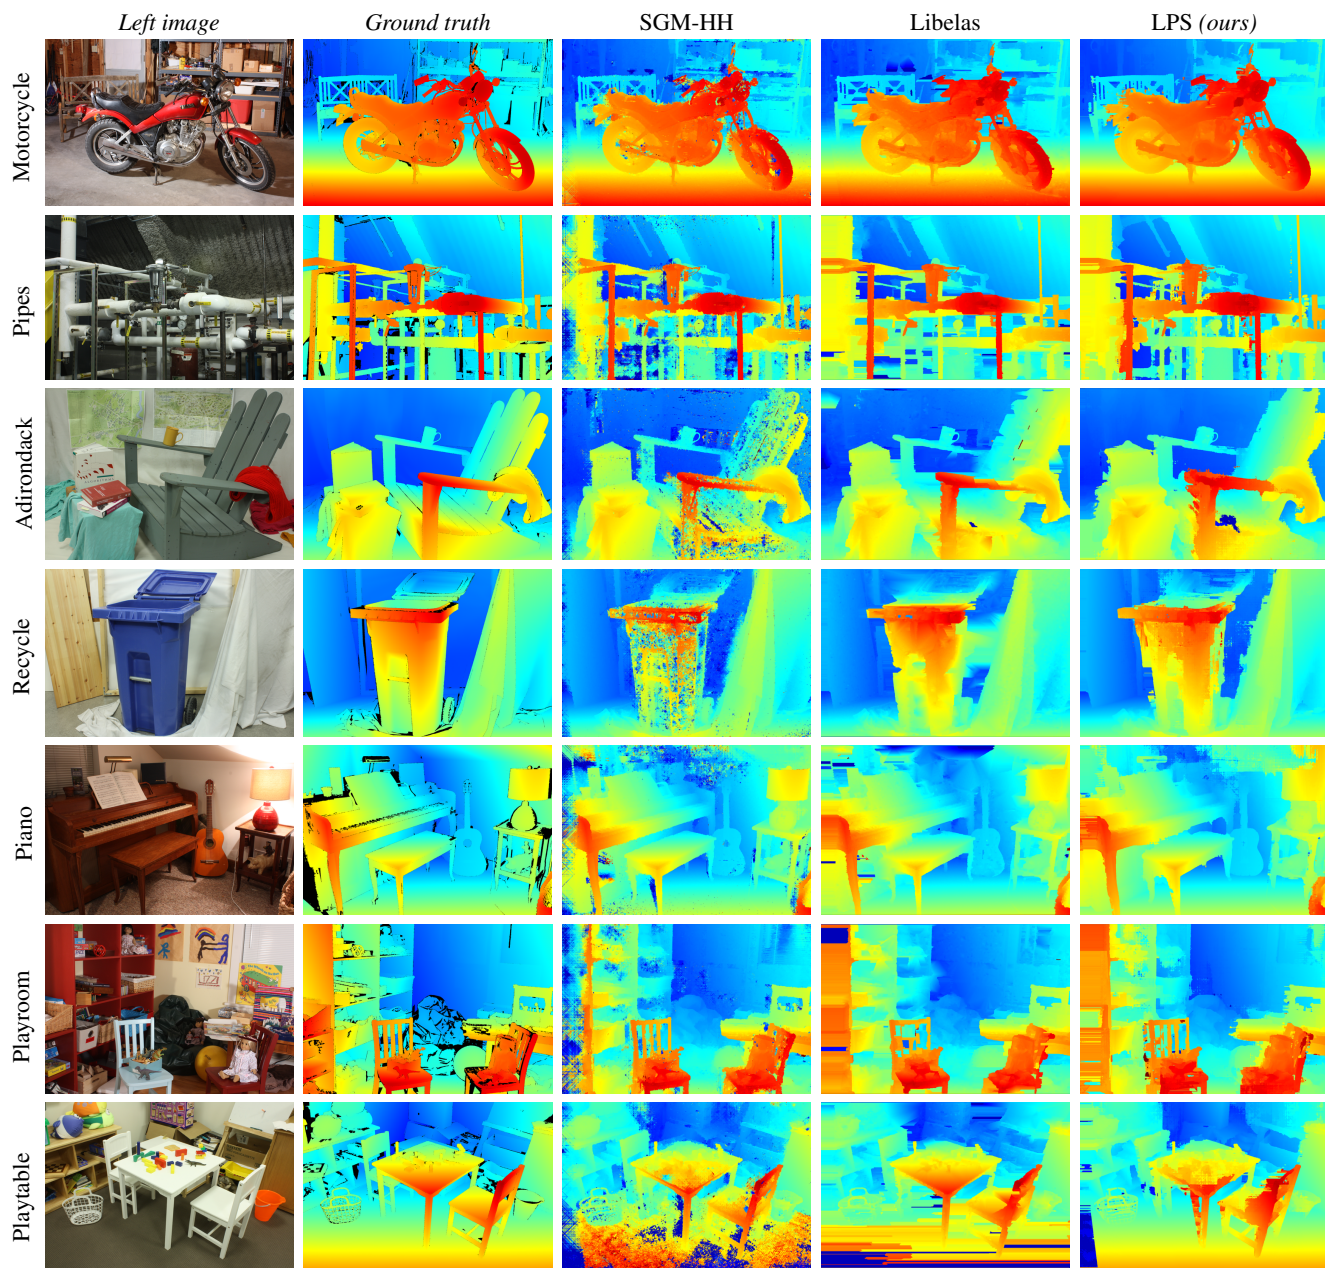 Left image Ground truth SGM-HH Libelas LPS (ours)
Motorcycle
Pipes
Adirondack
Recycle
Piano
Playroom
Playtable